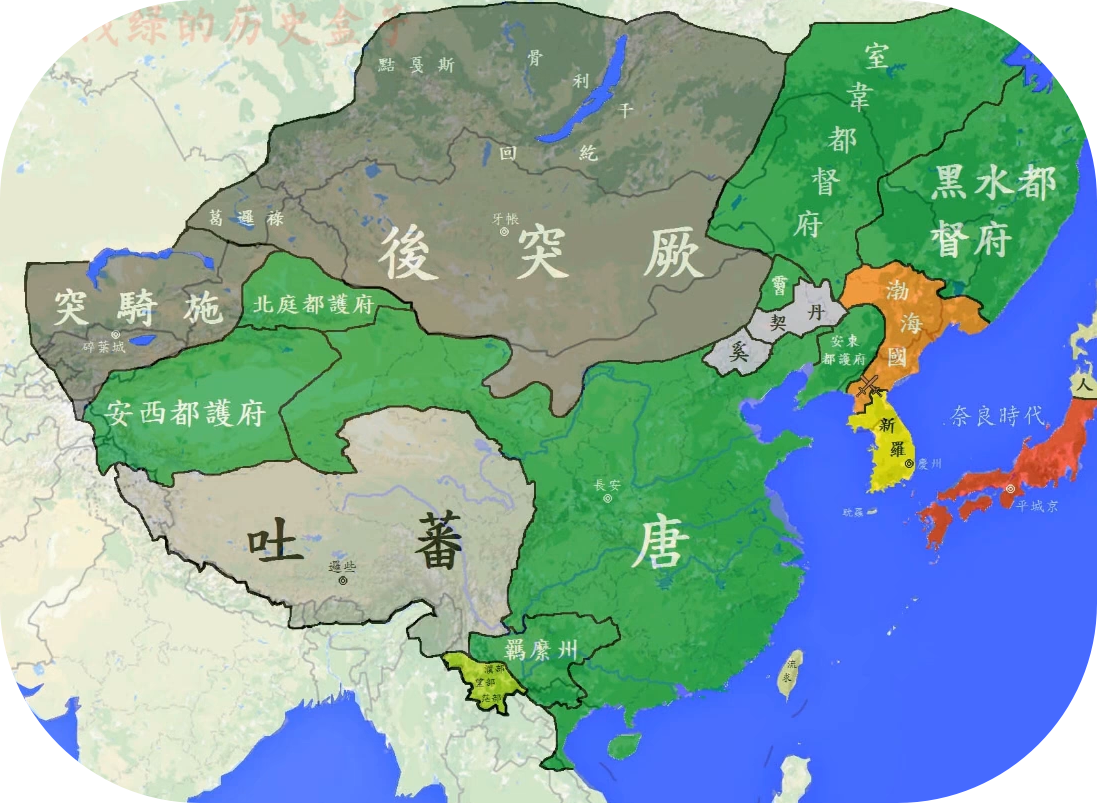 浅绿的历史盒子
黠戛斯
骨利干
回紇
葛邏祿
牙帳
後突厥
突騎施
碎葉城
北庭都護府
安西都護府
室韋都督府
黑水都
督府
霫
契丹
奚
渤海國
安東
都護府
新羅
慶州
耽羅
人
奈良時代
平城京
長安
唐
吐蕃
邏些
羈縻州
流求